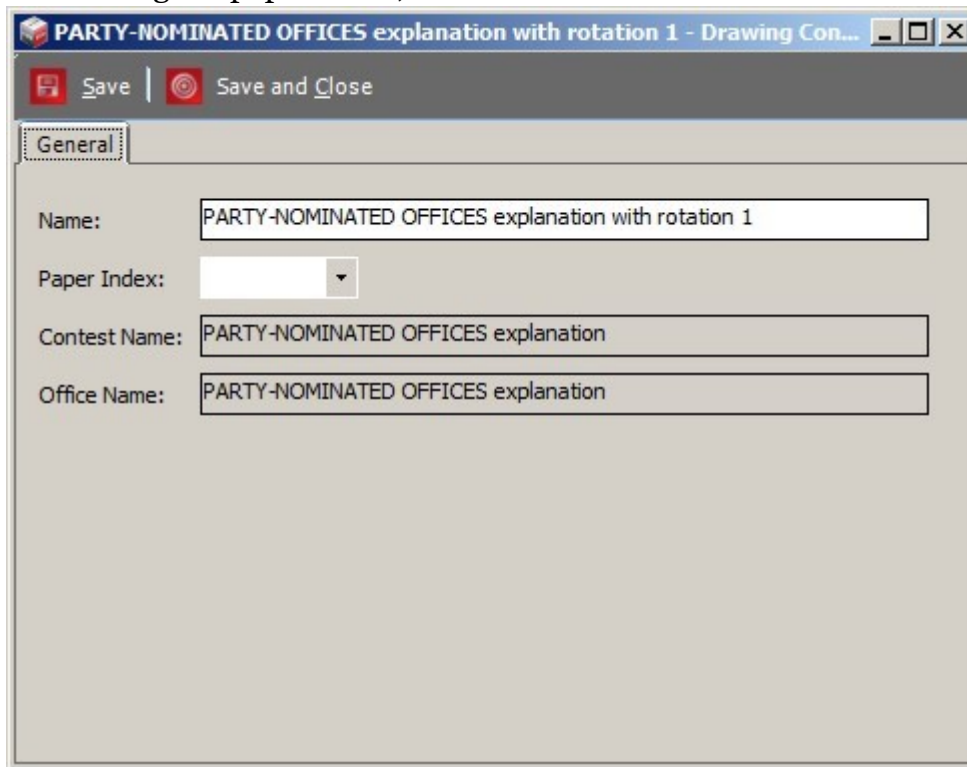 PARTY-NOMINATED OFFICES explanation with rotation 1 - Drawing Con...
Save
Save and Close
General
Name: PARTY-NOMINATED OFFICES explanation with rotation 1
Paper Index:
Contest Name: PARTY-NOMINATED OFFICES explanation
Office Name: PARTY-NOMINATED OFFICES explanation